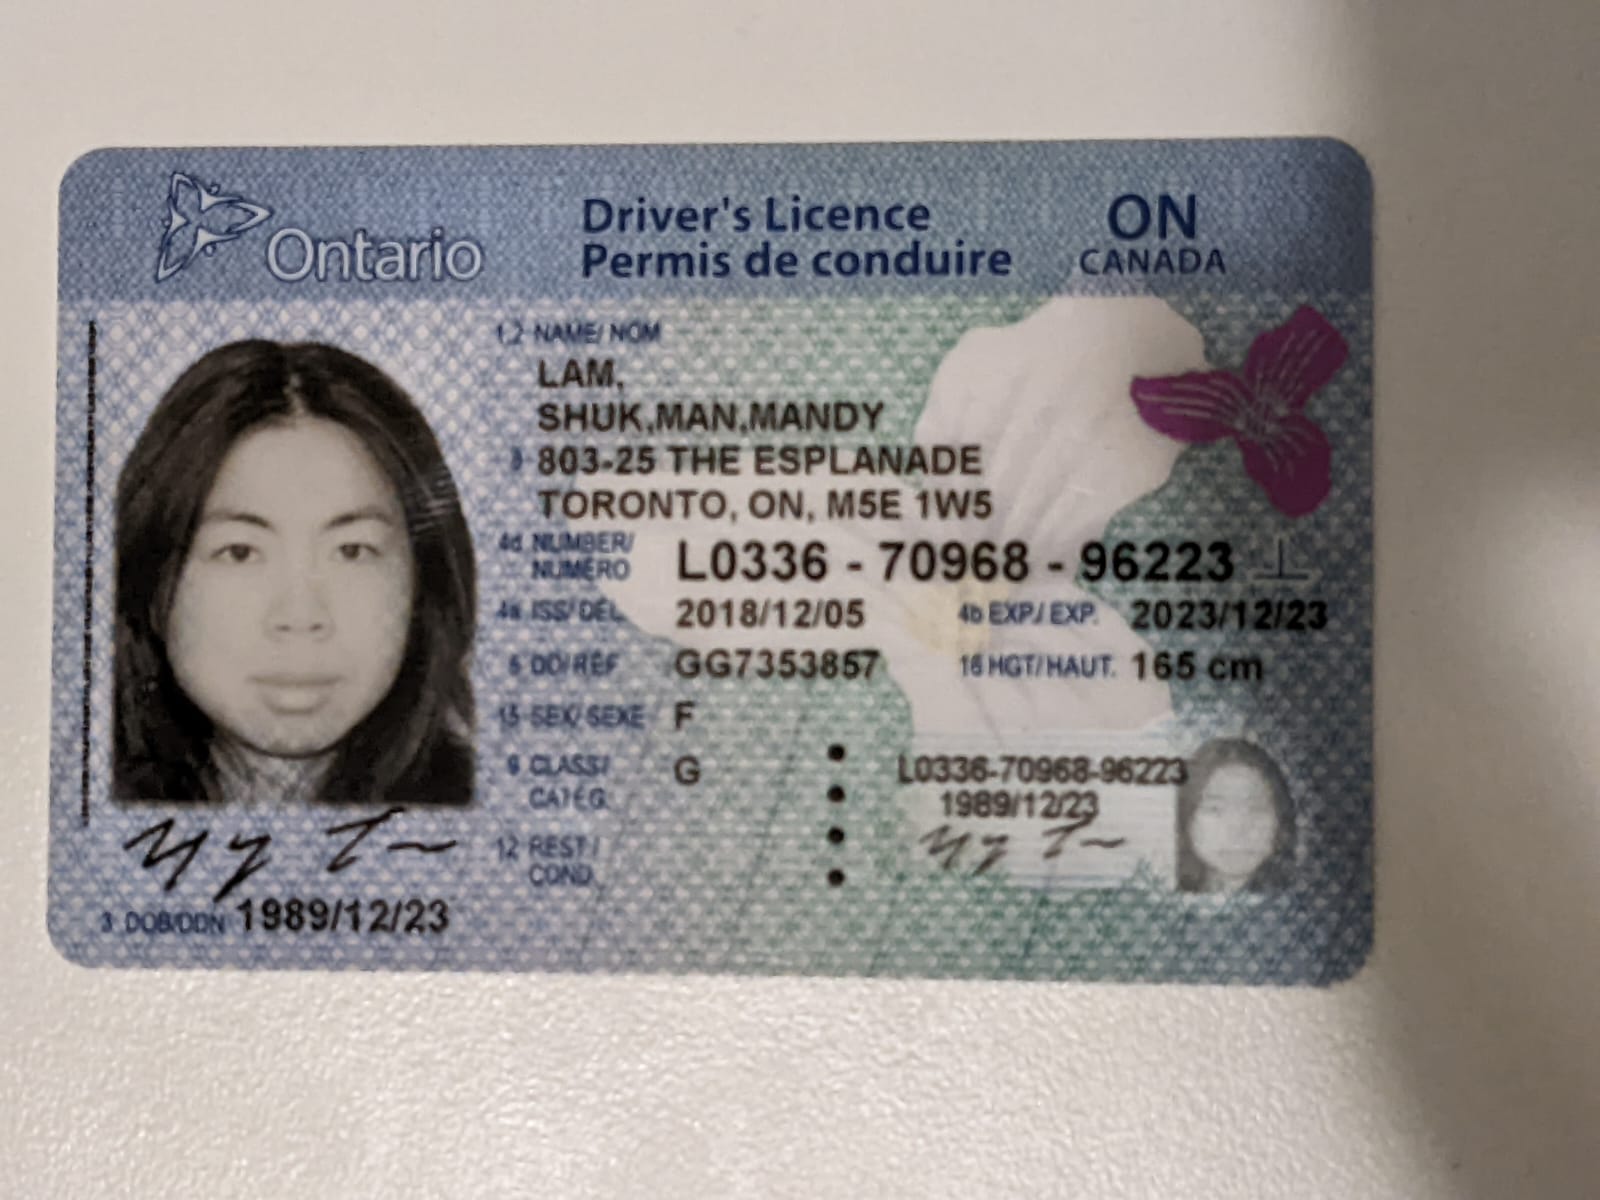 Ontario
Driver's Licence
Permis de conduire
ON
CANADA
1,2 NAME/ NOM
LAM,
SHUK,MAN,MANDY
803-25 THE ESPLANADE
TORONTO, ON, M5E 1W5
4d NUMBER/
NUMÉRO
L0336 - 70968 - 96223
4a ISS/ DÉL. 2018/12/05 4b EXP./ EXP. 2023/12/23
5 DD/RÉF GG7353857 16 HGT/HAUT. 165 cm
15 SEX/ SEXE F
9 CLASS/
CATÉG. G
12 REST./
COND.
L0336-70968-96223
1989/12/23
3 DOB/DDN 1989/12/23